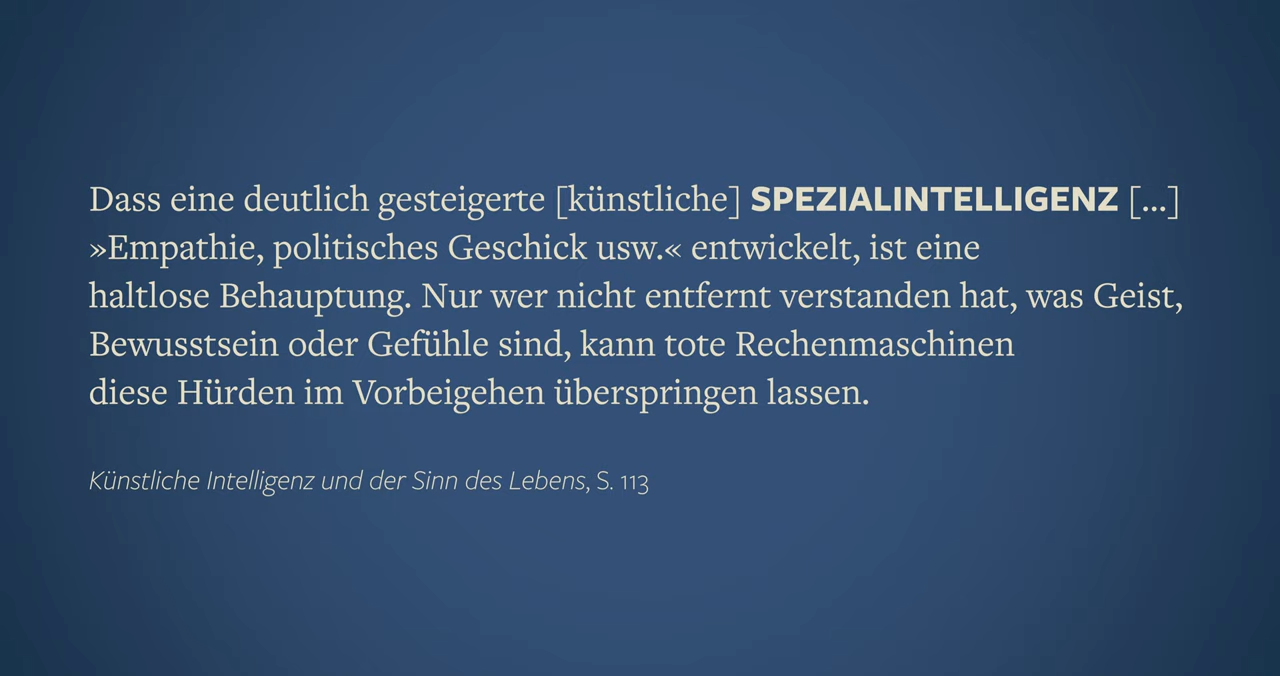 Dass eine deutlich gesteigerte [künstliche] SPEZIALINTELLIGENZ [...]
»Empathie, politisches Geschick usw.« entwickelt, ist eine
haltlose Behauptung. Nur wer nicht entfernt verstanden hat, was Geist,
Bewusstsein oder Gefühle sind, kann tote Rechenmaschinen
diese Hürden im Vorbeigehen überspringen lassen.
Künstliche Intelligenz und der Sinn des Lebens, S. 113